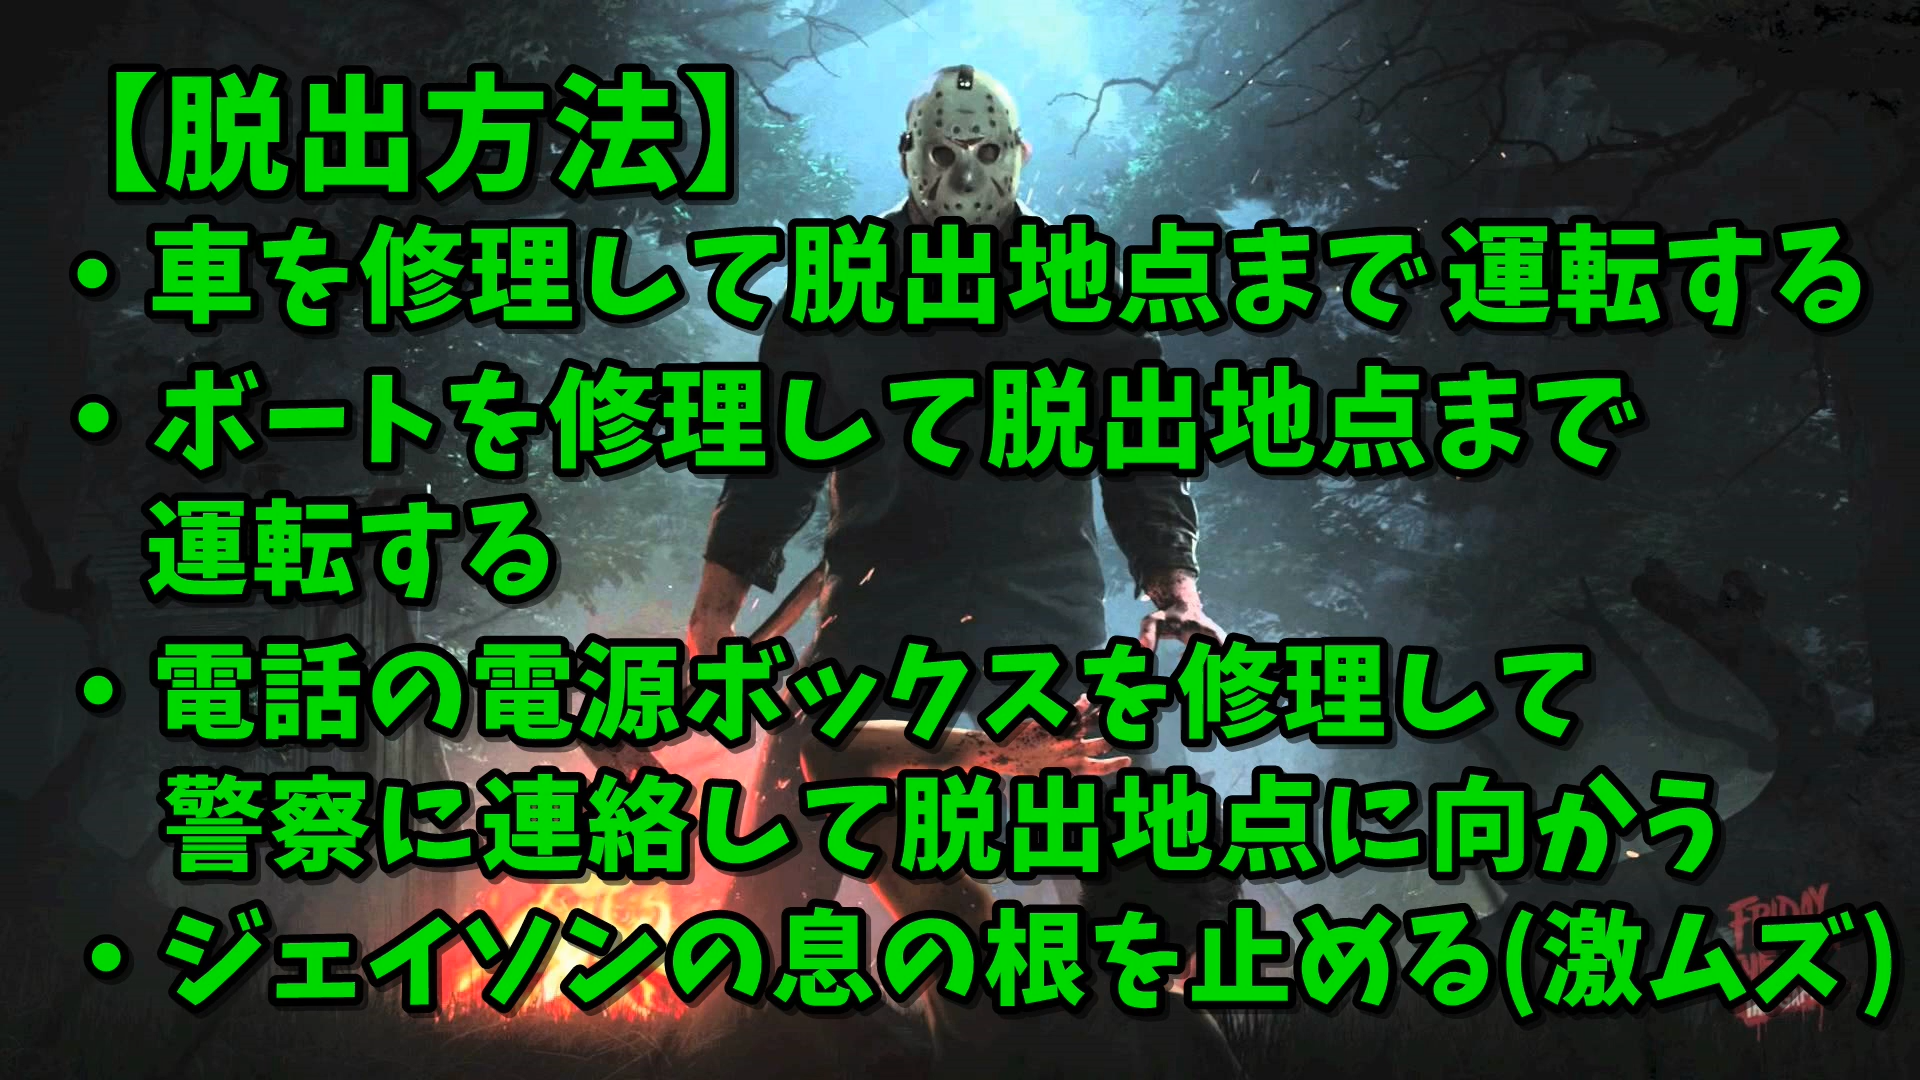 【脱出方法】
・車を修理して脱出地点まで運転する
・ボートを修理して脱出地点まで
運転する
・電話の電源ボックスを修理して
警察に連絡して脱出地点に向かう
・ジェイソンの息の根を止める(激ムズ)
FRIDAY